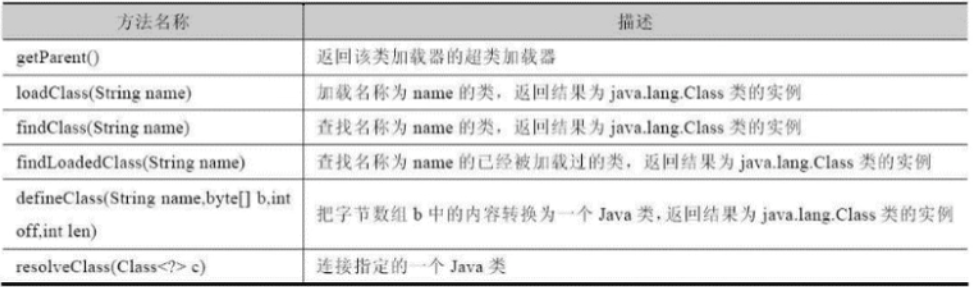 方法名称 描述
getParent() 返回该类加载器的超类加载器
loadClass(String name) 加载名称为 name 的类，返回结果为 java.lang.Class 类的实例
findClass(String name) 查找名称为 name 的类，返回结果为 java.lang.Class 类的实例
findLoadedClass(String name) 查找名称为 name 的已经被加载过的类，返回结果为 java.lang.Class 类的实例
defineClass(String name,byte[] b,int
off,int len) 把字节数组 b 中的内容转换为一个 Java 类，返回结果为 java.lang.Class 类的实例
resolveClass(Class<?> c) 连接指定的一个 Java 类